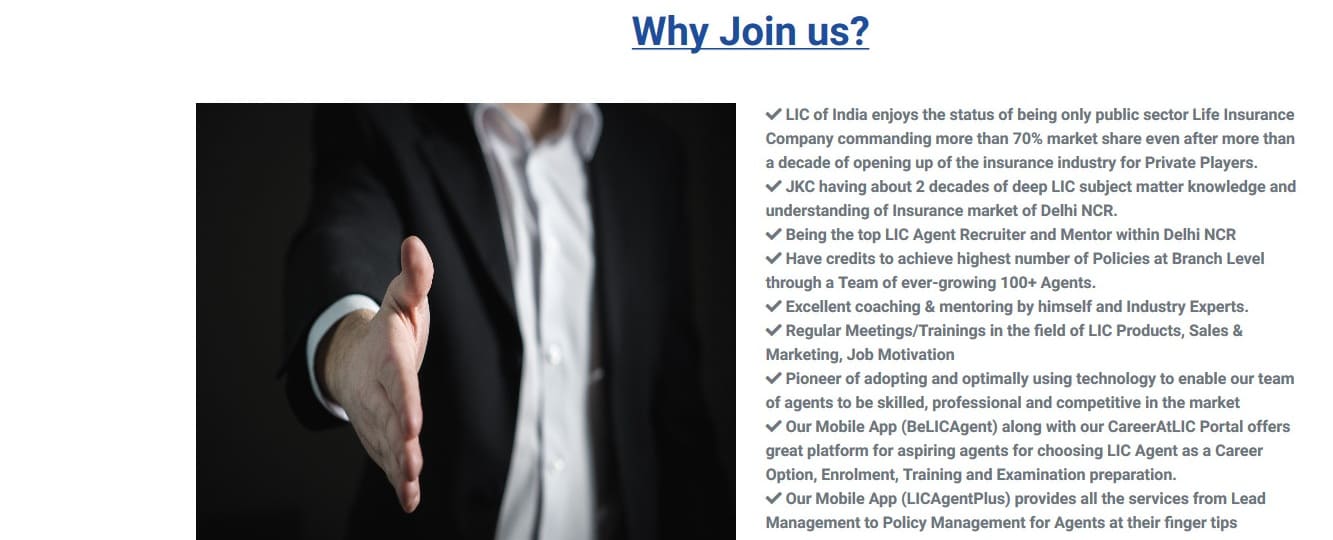 Why Join us?
✔ LIC of India enjoys the status of being only public sector Life Insurance
Company commanding more than 70% market share even after more than
a decade of opening up of the insurance industry for Private Players.
✔ JKC having about 2 decades of deep LIC subject matter knowledge and
understanding of Insurance market of Delhi NCR.
✔ Being the top LIC Agent Recruiter and Mentor within Delhi NCR
✔ Have credits to achieve highest number of Policies at Branch Level
through a Team of ever-growing 100+ Agents.
✔ Excellent coaching & mentoring by himself and Industry Experts.
✔ Regular Meetings/Trainings in the field of LIC Products, Sales &
Marketing, Job Motivation
✔ Pioneer of adopting and optimally using technology to enable our team
of agents to be skilled, professional and competitive in the market
✔ Our Mobile App (BeLICAgent) along with our CareerAtLIC Portal offers
great platform for aspiring agents for choosing LIC Agent as a Career
Option, Enrolment, Training and Examination preparation.
✔ Our Mobile App (LICAgentPlus) provides all the services from Lead
Management to Policy Management for Agents at their finger tips